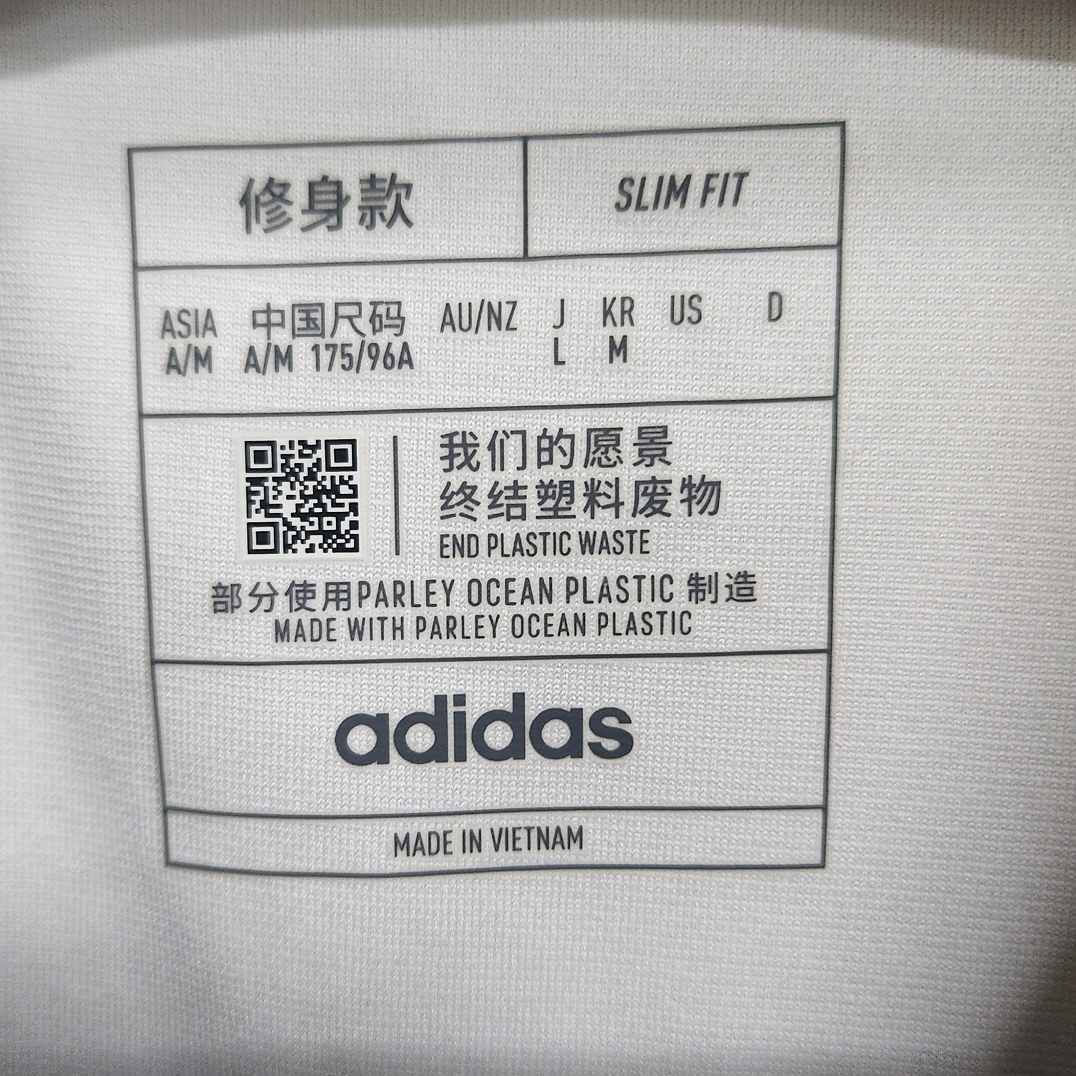 修身款 SLIM FIT
ASIA 中国尺码 AU/NZ J KR US D
A/M A/M 175/96A L M
我们的愿景
终结塑料废物
END PLASTIC WASTE
部分使用PARLEY OCEAN PLASTIC 制造
MADE WITH PARLEY OCEAN PLASTIC
adidas
MADE IN VIETNAM